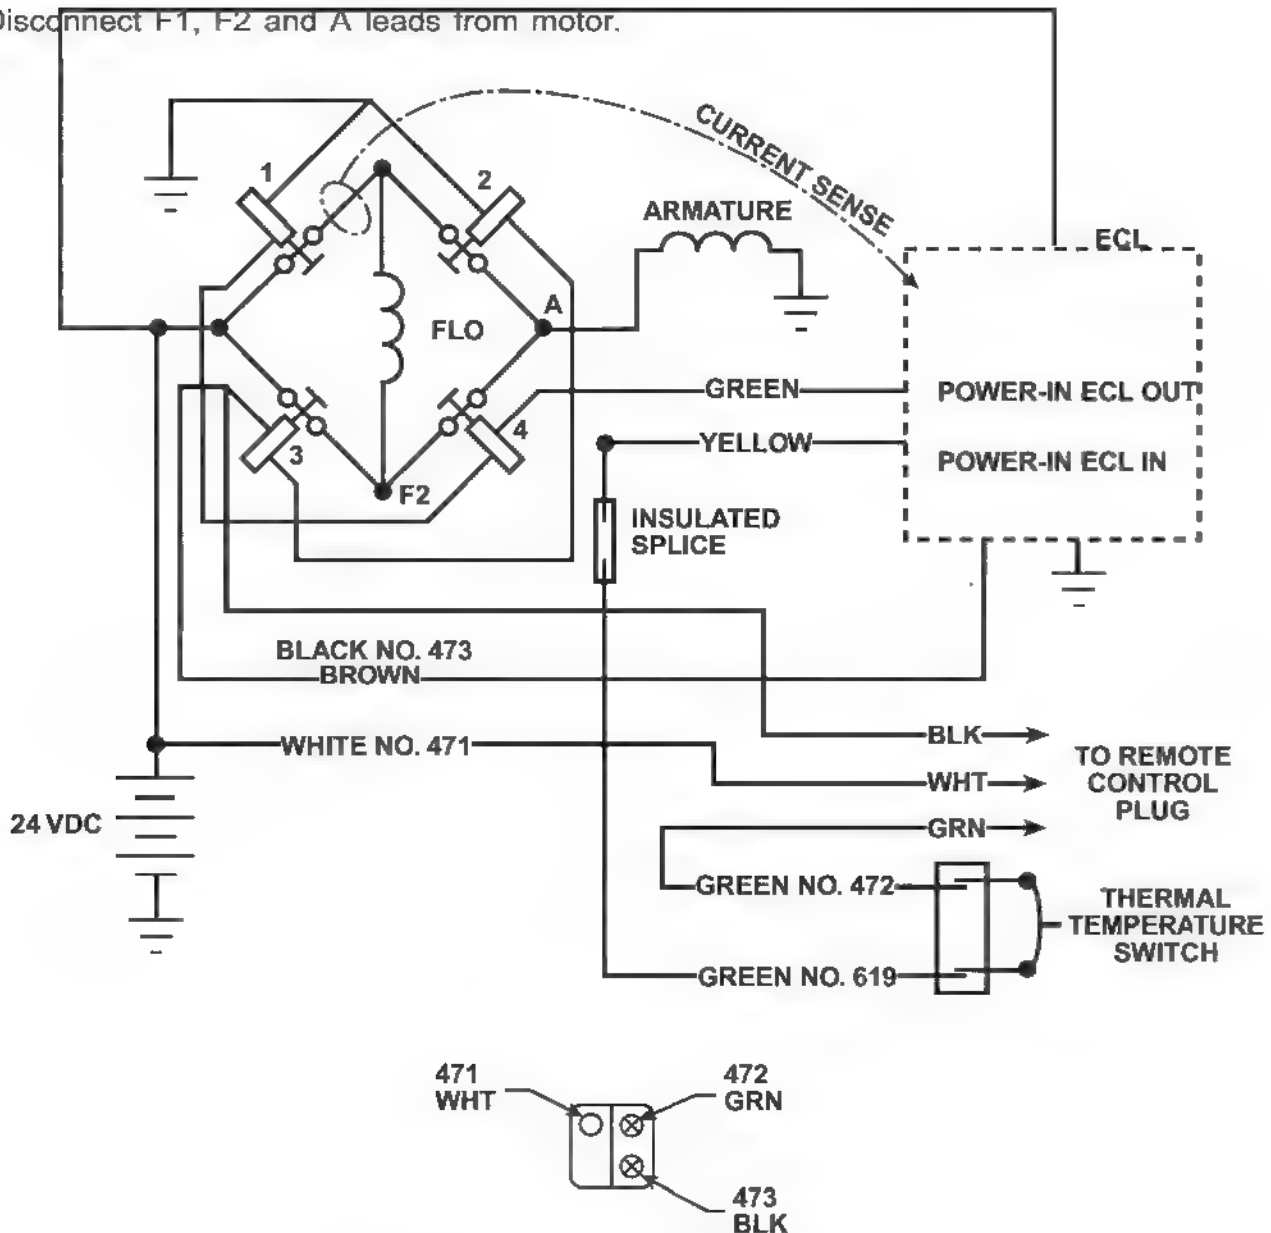 Disconnect F1, F2 and A leads from motor.
CURRENT SENSE
1
2
ARMATURE
ECL
A
FLO
GREEN
POWER-IN ECL OUT
YELLOW
POWER-IN ECL IN
3
4
F2
INSULATED
SPLICE
BLACK NO. 473
BROWN
WHITE NO. 471
BLK
WHT
GRN
TO REMOTE
CONTROL
PLUG
24 VDC
GREEN NO. 472
THERMAL
TEMPERATURE
SWITCH
GREEN NO. 619
471
WHT
472
GRN
473
BLK